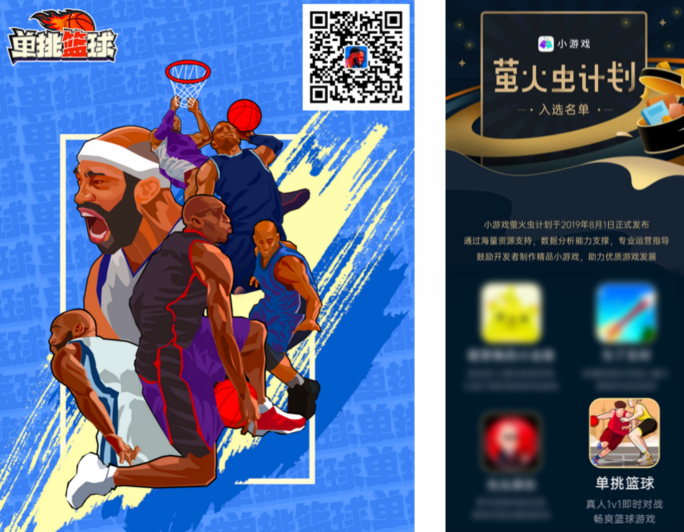 单挑篮球
小游戏
萤火虫计划
入选名单
小游戏萤火虫计划于2019年8月1日正式发布
通过海量资源支持，数据分析能力支撑，专业运营指导
鼓励开发者制作精品小游戏，助力优质游戏发展
单挑篮球
真人1v1即时对战
畅爽篮球游戏